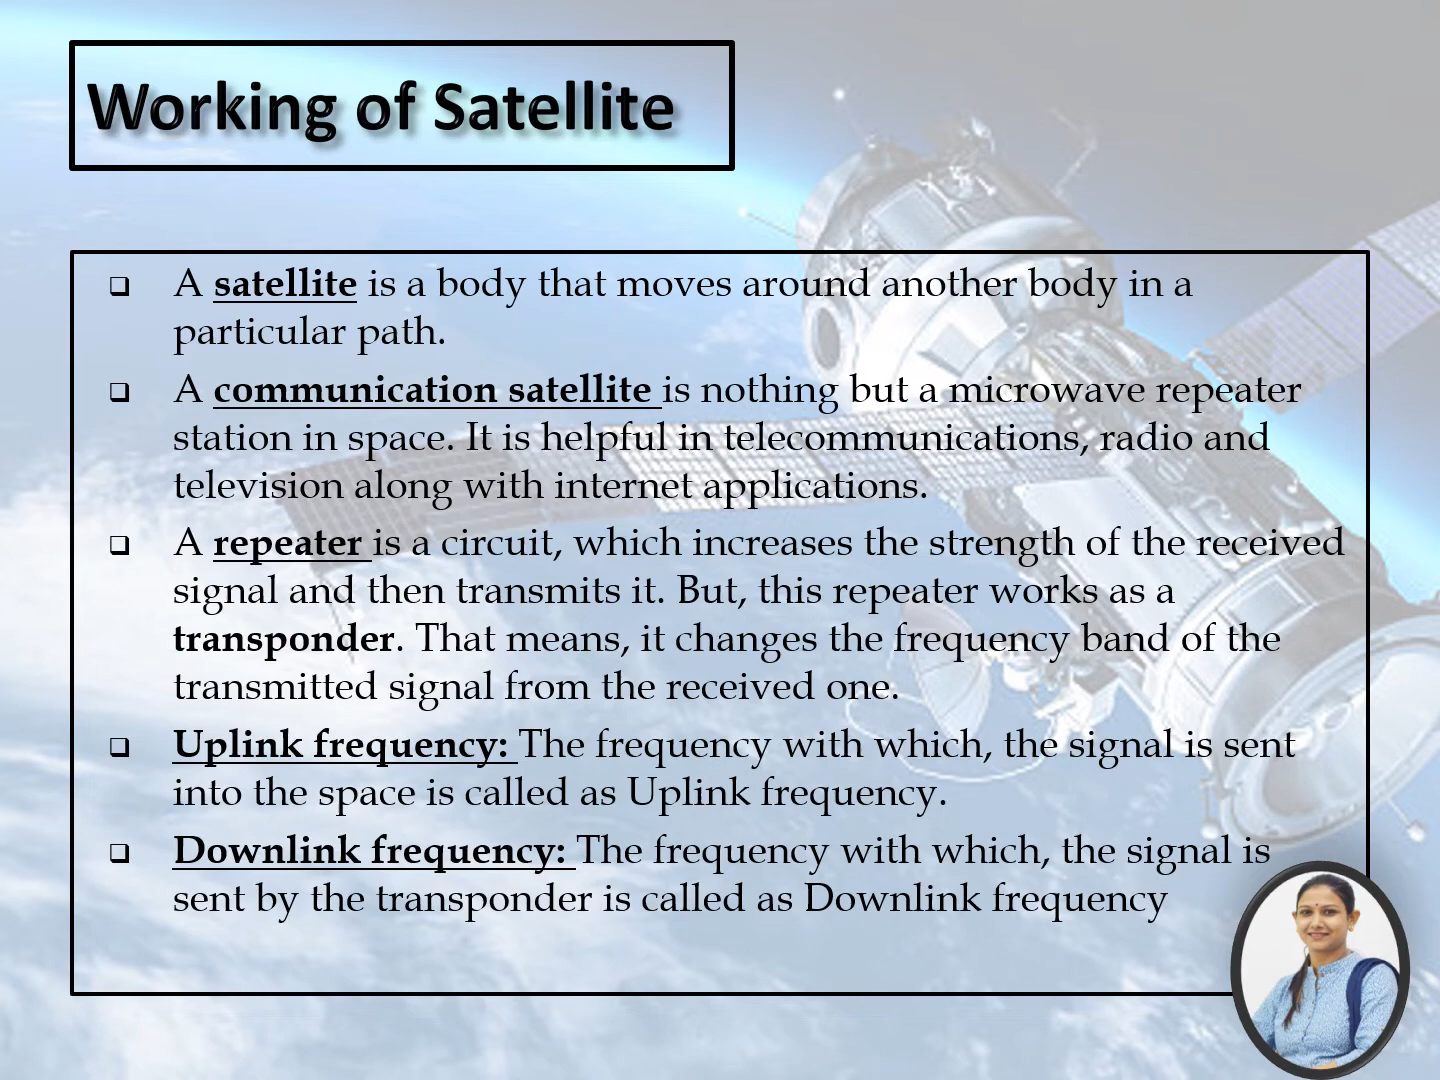 Working of Satellite
❑ A satellite is a body that moves around another body in a
particular path.
❑ A communication satellite is nothing but a microwave repeater
station in space. It is helpful in telecommunications, radio and
television along with internet applications.
❑ A repeater is a circuit, which increases the strength of the received
signal and then transmits it. But, this repeater works as a
transponder. That means, it changes the frequency band of the
transmitted signal from the received one.
❑ Uplink frequency: The frequency with which, the signal is sent
into the space is called as Uplink frequency.
❑ Downlink frequency: The frequency with which, the signal is
sent by the transponder is called as Downlink frequency